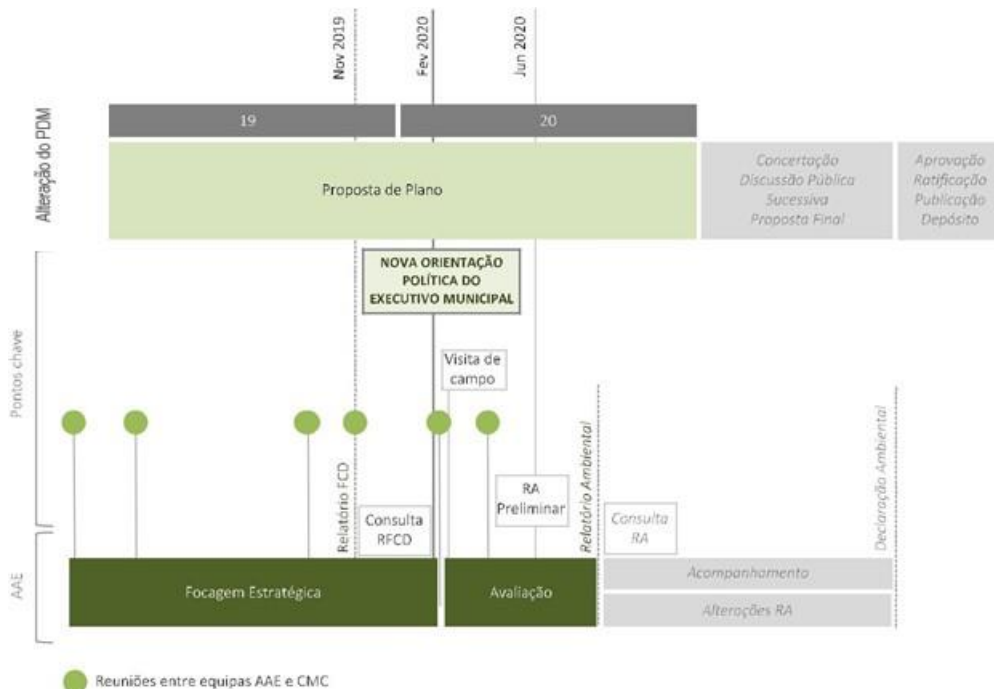 Nov 2019
Fev 2020
Jun 2020
Alteração do PDM
19
20
Proposta de Plano
Concertação
Discussão Pública
Sucessiva
Proposta Final
Aprovação
Ratificação
Publicação
Depósito
NOVA ORIENTAÇÃO
POLÍTICA DO
EXECUTIVO MUNICIPAL
Pontos chave
Visita de
campo
Relatório FCD
Consulta
RFCD
RA
Preliminar
Relatório Ambiental
Consulta
RA
Declaração Ambiental
AAE
Focagem Estratégica
Avaliação
Acompanhamento
Alterações RA
Reuniões entre equipas AAE e CMC